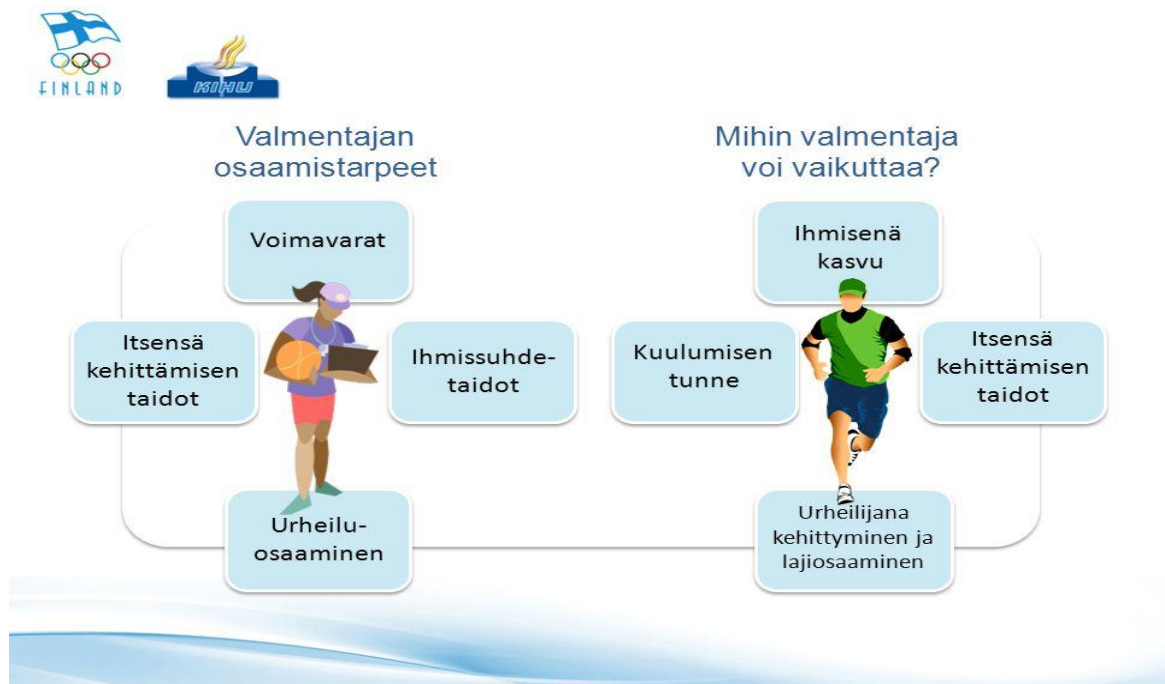 FINLAND
KIHU
Valmentajan
osaamistarpeet
Voimavarat
Itsensä
kehittämisen
taidot
Ihmissuhde-
taidot
Urheilu-
osaaminen
Mihin valmentaja
voi vaikuttaa?
Ihmisenä
kasvu
Kuulumisen
tunne
Itsensä
kehittämisen
taidot
Urheilijana
kehittyminen ja
lajiosaaminen